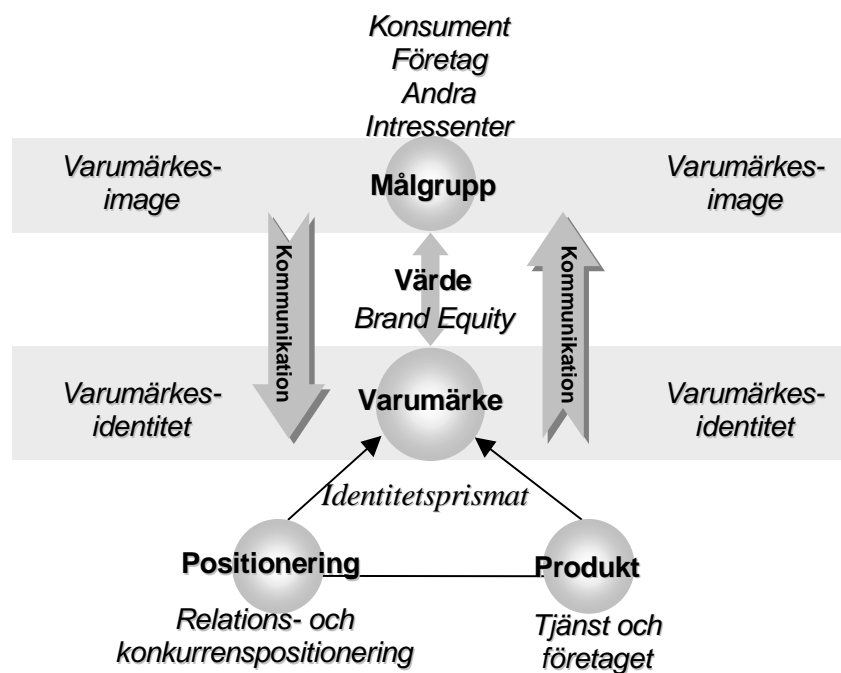 Konsument
Företag
Andra
Intressenter
Varumärkes-
image
Målgrupp
Varumärkes-
image
Kommunikation
Värde
Brand Equity
Kommunikation
Varumärkes-
identitet
Varumärke
Varumärkes-
identitet
Identitetsprismat
Positionering
Produkt
Relations- och
konkurrenspositionering
Tjänst och
företaget